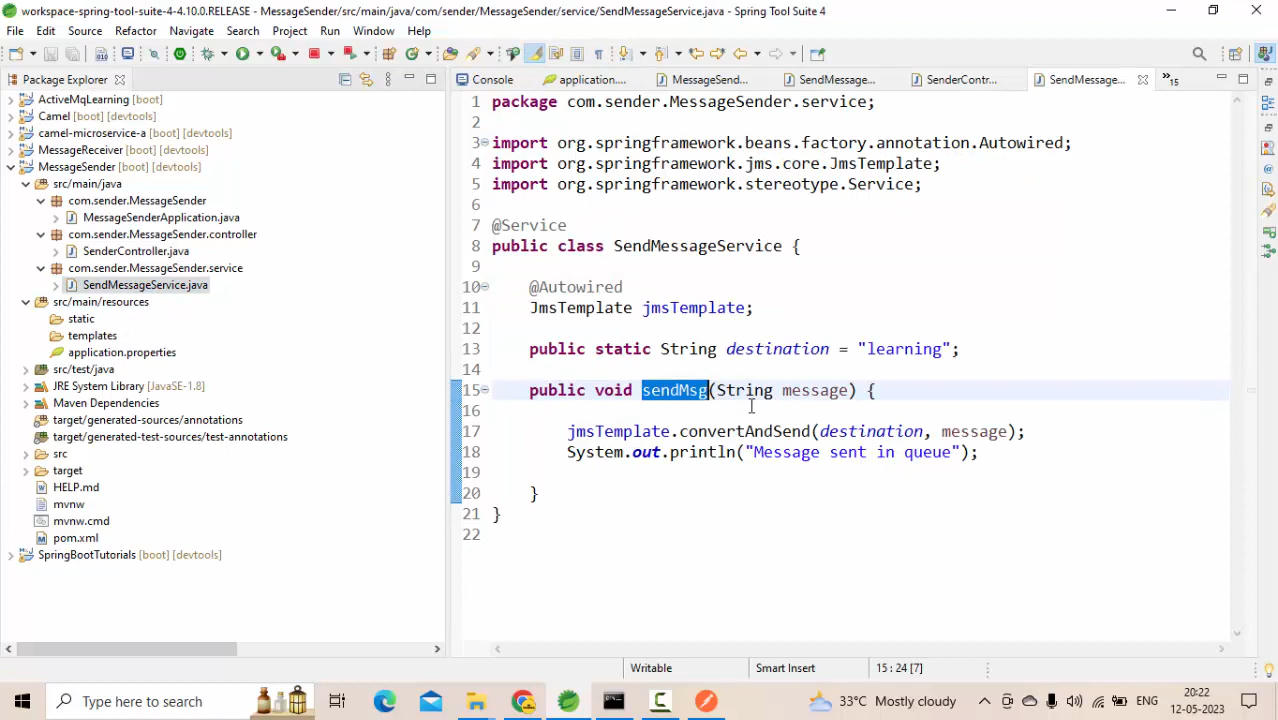 workspace-spring-tool-suite-4-4.10.0.RELEASE - MessageSender/src/main/java/com/sender/MessageSender/service/SendMessageService.java - Spring Tool Suite 4
File Edit Source Refactor Navigate Search Project Run Window Help
Package Explorer
Console application.... MessageSend... SendMessage... SenderContr... SendMessage... »15
ActiveMqLearning [boot]
Camel [boot] [devtools]
camel-microservice-a [boot] [devtools]
MessageReceiver [boot] [devtools]
MessageSender [boot] [devtools]
src/main/java
com.sender.MessageSender
MessageSenderApplication.java
com.sender.MessageSender.controller
SenderController.java
com.sender.MessageSender.service
SendMessageService.java
src/main/resources
static
templates
application.properties
src/test/java
JRE System Library [JavaSE-1.8]
Maven Dependencies
target/generated-sources/annotations
target/generated-test-sources/test-annotations
src
target
HELP.md
mvnw
mvnw.cmd
pom.xml
SpringBootTutorials [boot] [devtools]
1 package com.sender.MessageSender.service;
2
3 import org.springframework.beans.factory.annotation.Autowired;
4 import org.springframework.jms.core.JmsTemplate;
5 import org.springframework.stereotype.Service;
6
7 @Service
8 public class SendMessageService {
9
10 @Autowired
11 JmsTemplate jmsTemplate;
12
13 public static String destination = "learning";
14
15 public void sendMsg(String message) {
16
17 jmsTemplate.convertAndSend(destination, message);
18 System.out.println("Message sent in queue");
19
20 }
21 }
22
Writable Smart Insert 15 : 24 [7]
Type here to search 33°C Mostly cloudy ENG 20:22
12-05-2023